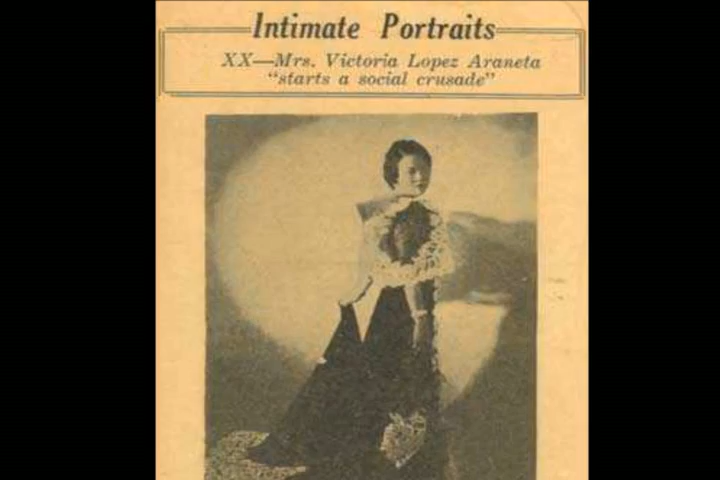 Intimate Portraits
XX—Mrs. Victoria Lopez Araneta
"starts a social crusade"